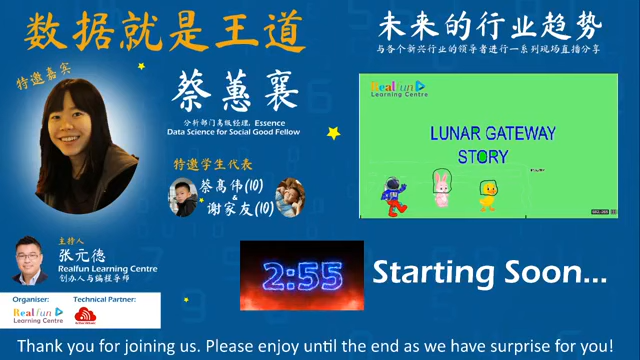 数据就是王道
特邀嘉宾
蔡蕙襄
分析部门高级经理, Essence
Data Science for Social Good Fellow
特邀学生代表
蔡高伟(10)
&
谢家友(10)
主持人
张元德
Realfun Learning Centre
创办人与编程导师
Organiser:
Realfun
Learning Centre
Technical Partner:
未来的行业趋势
与各个新兴行业的领导者进行一系列现场直播分享
Realfun
Learning Centre
LUNAR GATEWAY
STORY
2:55
Starting Soon...
Thank you for joining us. Please enjoy until the end as we have surprise for you!